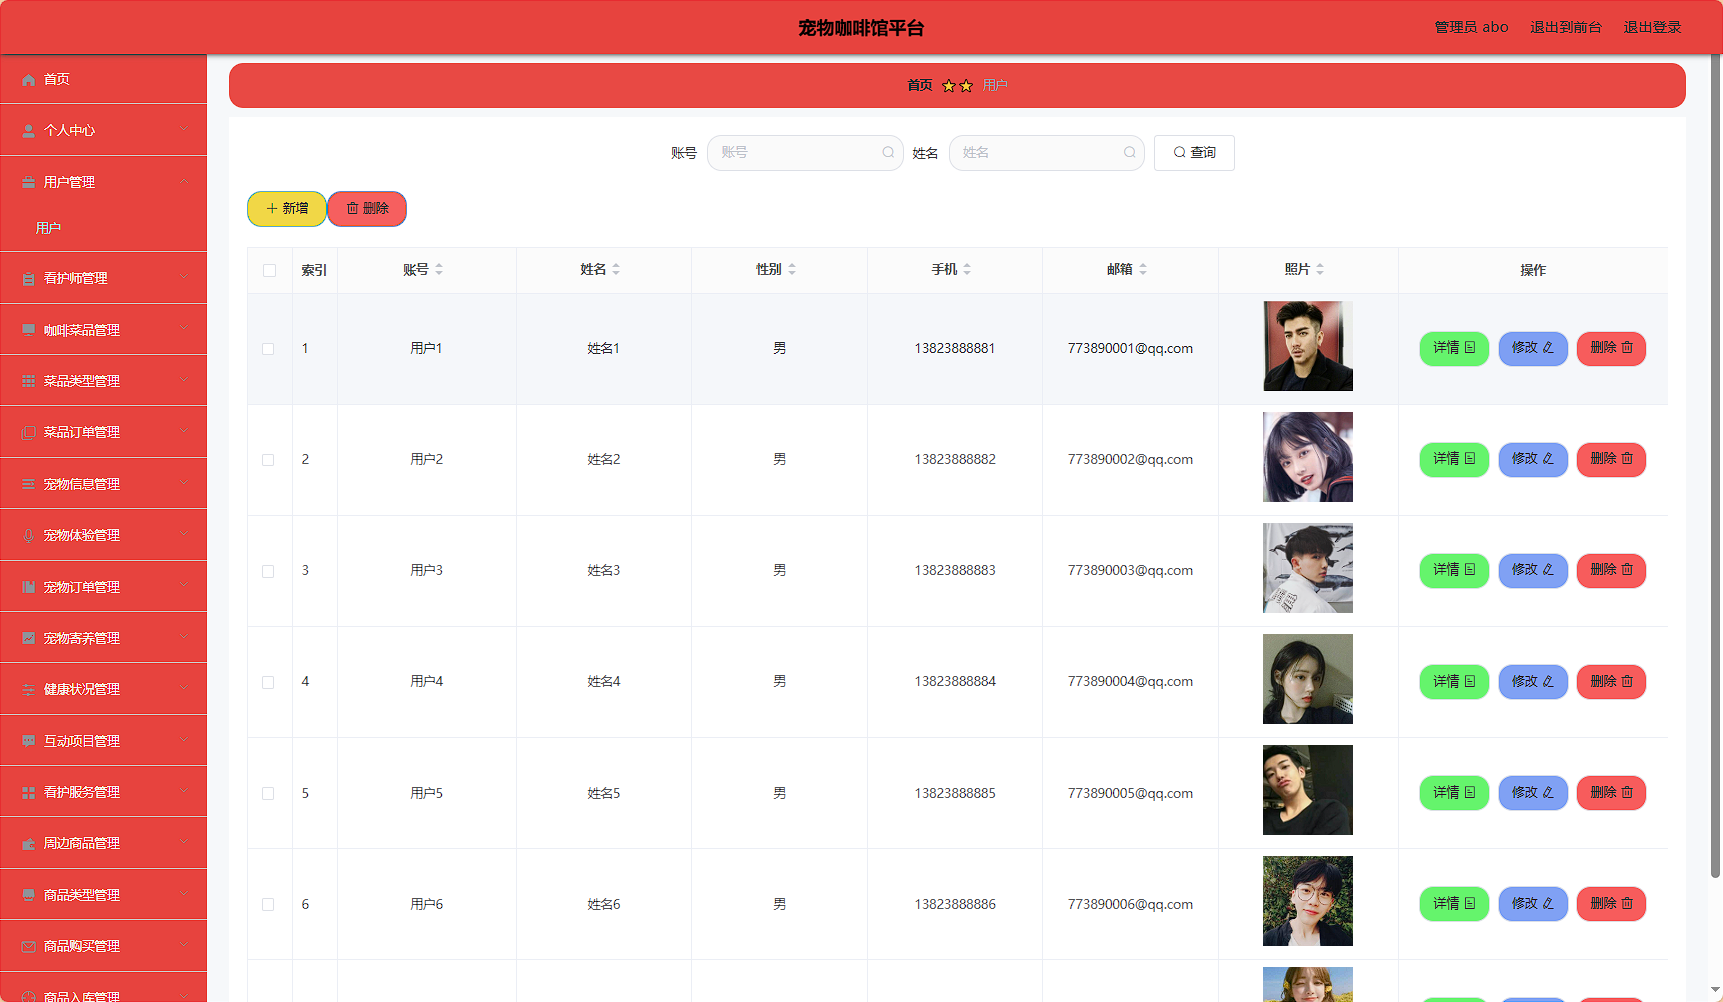 宠物咖啡馆平台
管理员 abo 退出到前台 退出登录
首页
个人中心
用户管理
用户
看护师管理
咖啡菜品管理
菜品类型管理
菜品订单管理
宠物信息管理
宠物体验管理
宠物订单管理
宠物寄养管理
健康状况管理
互动项目管理
看护服务管理
周边商品管理
商品类型管理
商品购买管理
商品入库管理
首页 用户
账号 账号 姓名 姓名 查询
新增 删除
索引 账号 姓名 性别 手机 邮箱 照片 操作
1 用户1 姓名1 男 13823888881 773890001@qq.com 详情 修改 删除
2 用户2 姓名2 男 13823888882 773890002@qq.com 详情 修改 删除
3 用户3 姓名3 男 13823888883 773890003@qq.com 详情 修改 删除
4 用户4 姓名4 男 13823888884 773890004@qq.com 详情 修改 删除
5 用户5 姓名5 男 13823888885 773890005@qq.com 详情 修改 删除
6 用户6 姓名6 男 13823888886 773890006@qq.com 详情 修改 删除